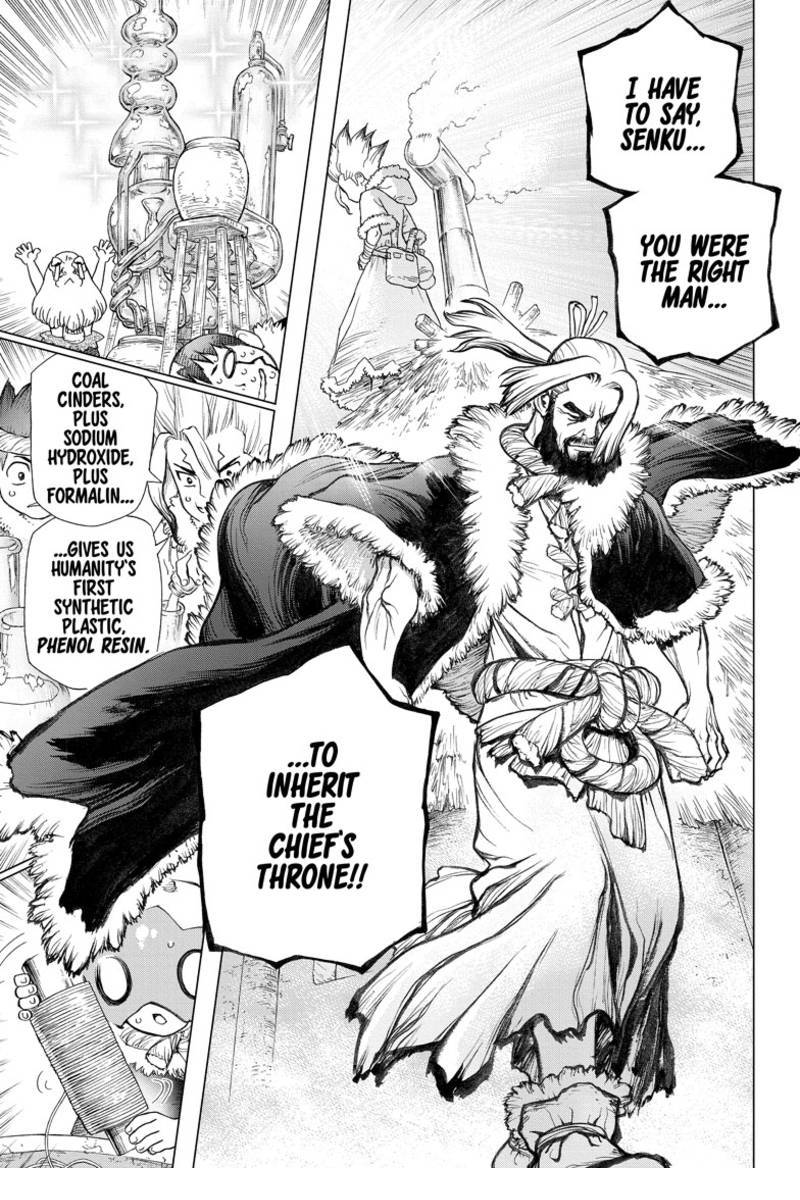 I HAVE
TO SAY,
SENKU...
YOU WERE
THE RIGHT
MAN...
COAL
CINDERS,
PLUS
SODIUM
HYDROXIDE,
PLUS
FORMALIN...
...GIVES US
HUMANITY'S
FIRST
SYNTHETIC
PLASTIC,
PHENOL RESIN.
...TO
INHERIT
THE
CHIEF'S
THRONE!!